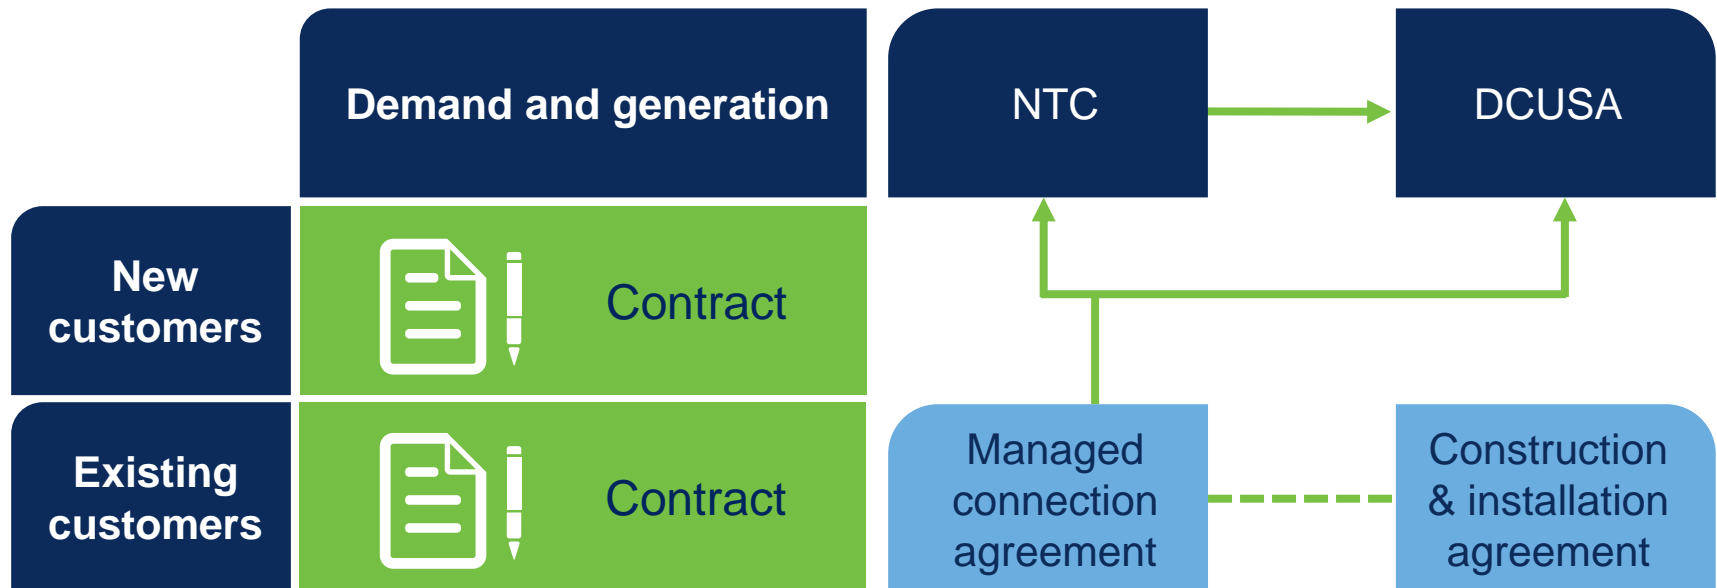 Demand and generation
NTC
DCUSA
New
customers
Contract
Existing
customers
Contract
Managed
connection
agreement
Construction
& installation
agreement